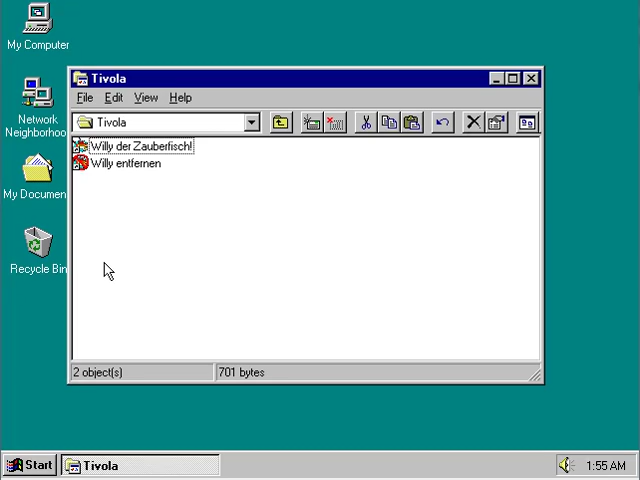 My Computer
Network
Neighborhoo
My Documen
Recycle Bin
Tivola
File Edit View Help
Tivola
Willy der Zauberfisch!
Willy entfernen
2 object(s) 701 bytes
Start Tivola 1:55 AM